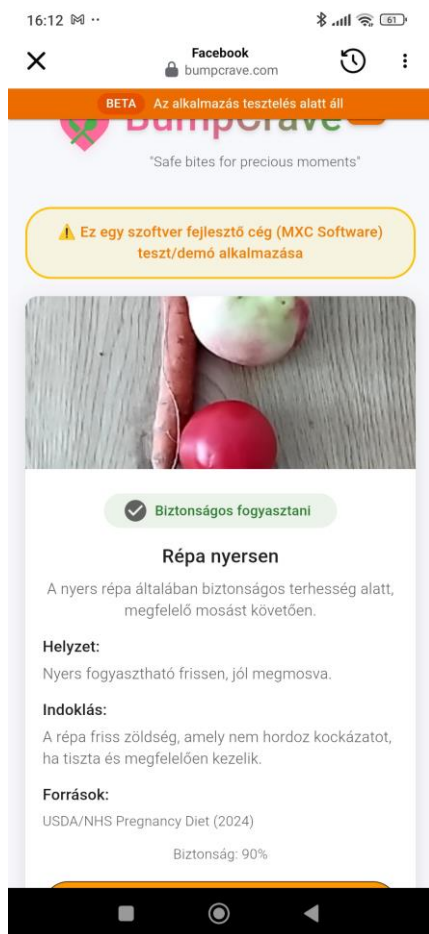 16:12
61
Facebook
bumpcrave.com
BETA Az alkalmazás tesztelés alatt áll
BumpCrave
"Safe bites for precious moments"
⚠️ Ez egy szoftver fejlesztő cég (MXC Software)
teszt/demó alkalmazása
Biztonságos fogyasztani
Répa nyersen
A nyers répa általában biztonságos terhesség alatt,
megfelelő mosást követően.
Helyzet:
Nyers fogyasztható frissen, jól megmosva.
Indoklás:
A répa friss zöldség, amely nem hordoz kockázatot,
ha tiszta és megfelelően kezelik.
Források:
USDA/NHS Pregnancy Diet (2024)
Biztonság: 90%